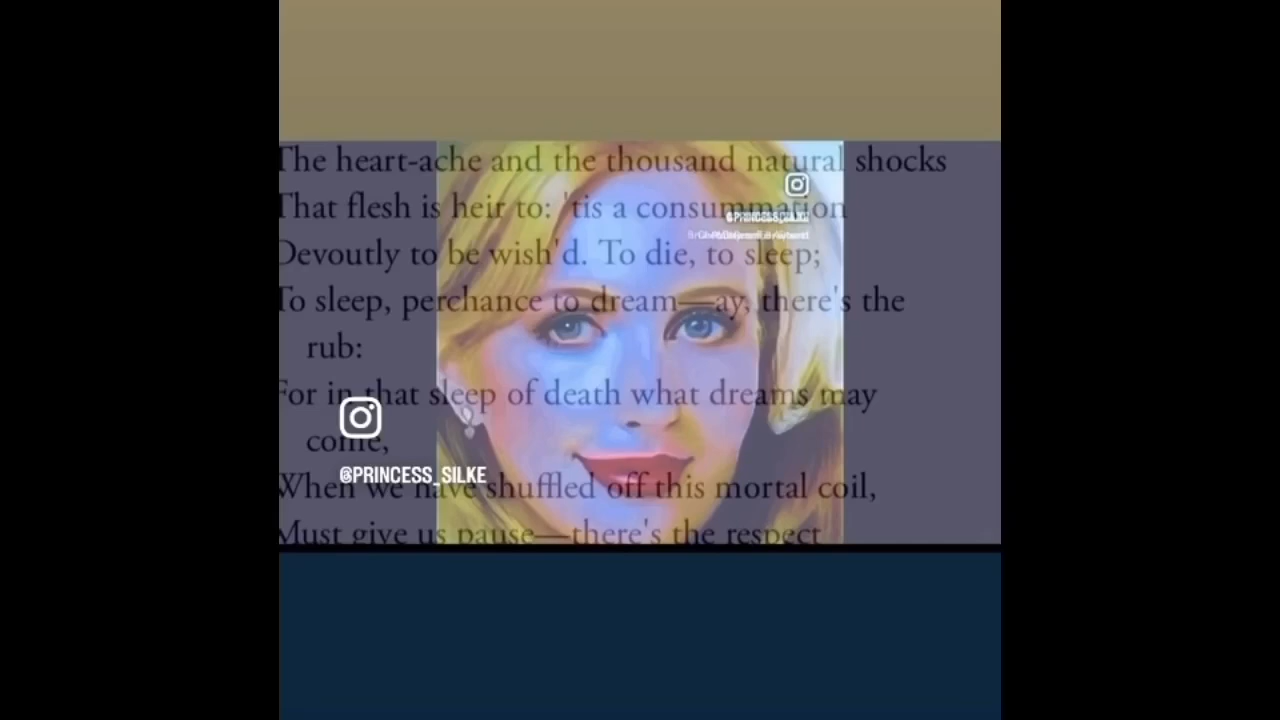 The heart-ache and the thousand natural shocks
That flesh is heir to: 'tis a consummation
@PRINCESS_SILKE
Devoutly to be wish'd. To die, to sleep;
To sleep, perchance to dream—ay, there's the
rub:
For in that sleep of death what dreams may
come,
@PRINCESS_SILKE
When we have shuffled off this mortal coil,
Must give us pause—there's the respect